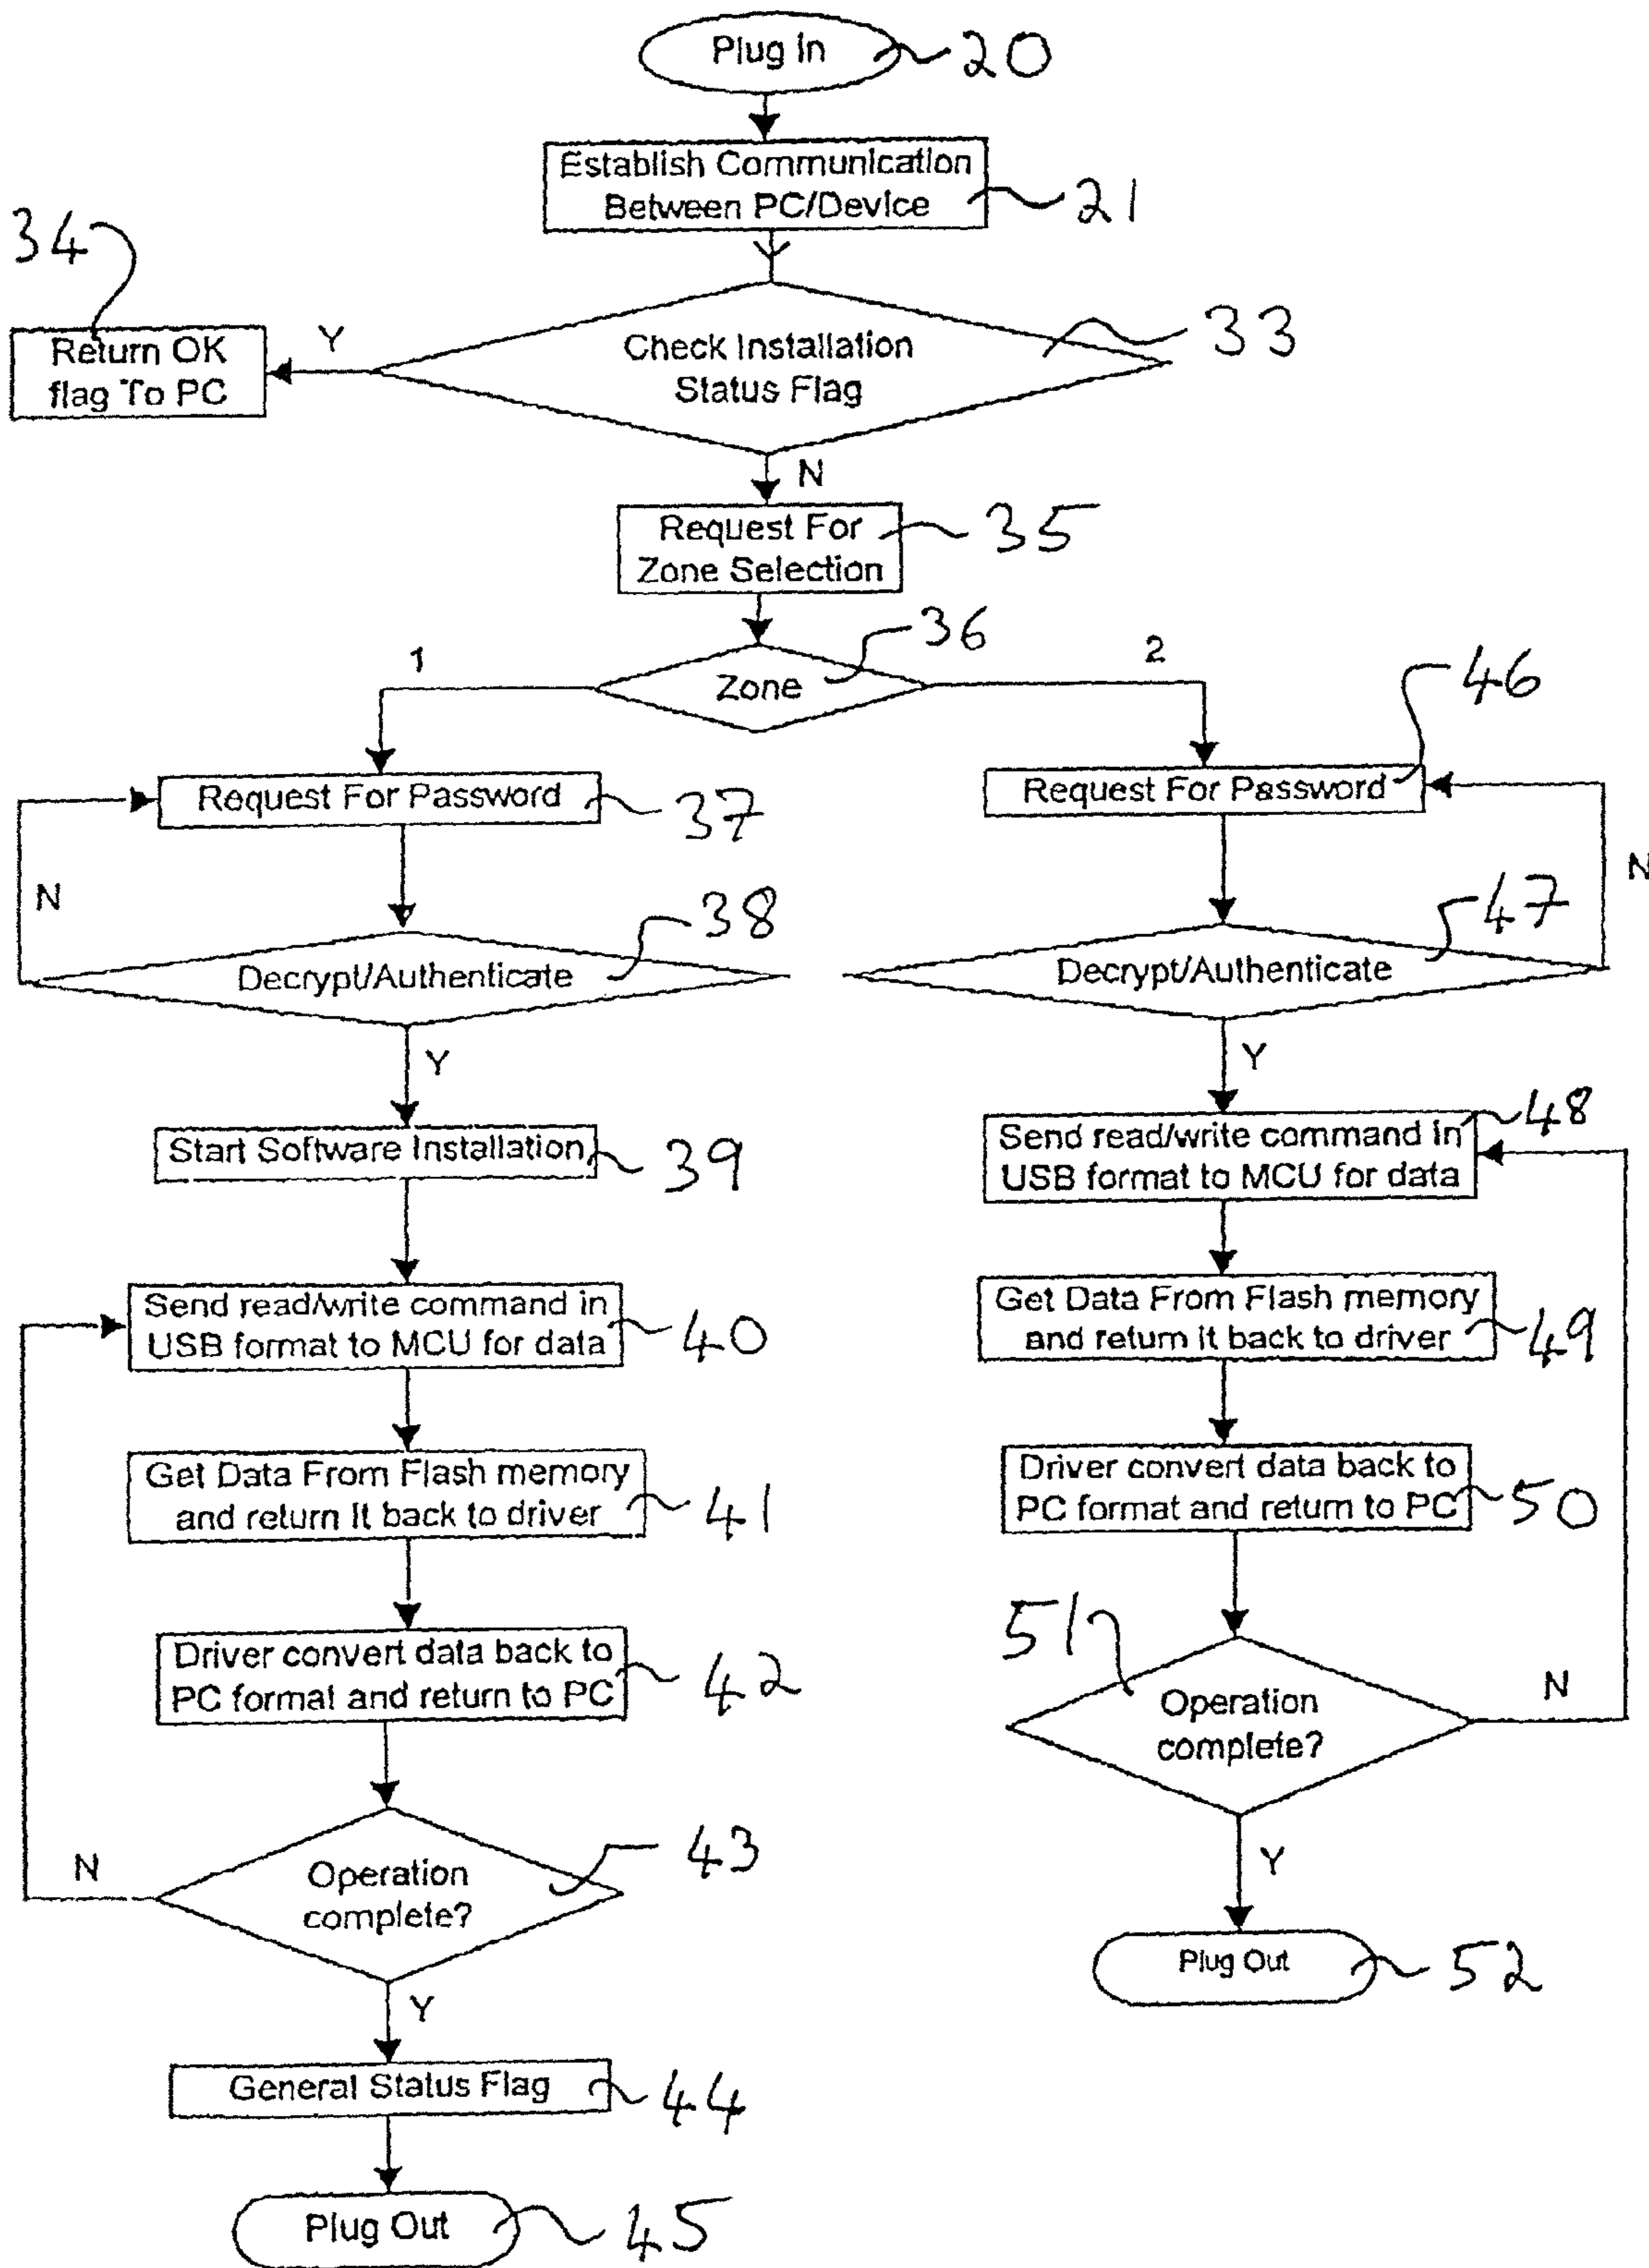 Plug In
20
Establish Communication
Between PC/Device
21
34
Return OK
flag To PC
Y
Check Installation
Status Flag
33
N
Request For
Zone Selection
35
36
1
Zone
2
46
Request For Password
37
Request For Password
N
N
38
Decrypt/Authenticate
47
Decrypt/Authenticate
Y
Y
Start Software Installation
39
48
Send read/write command in
USB format to MCU for data
Send read/write command in
USB format to MCU for data
40
Get Data From Flash memory
and return it back to driver
49
Get Data From Flash memory
and return it back to driver
41
Driver convert data back to
PC format and return to PC
50
Driver convert data back to
PC format and return to PC
42
51
Operation
complete?
N
Operation
complete?
43
N
Y
Plug Out
52
Y
General Status Flag
44
Plug Out
45